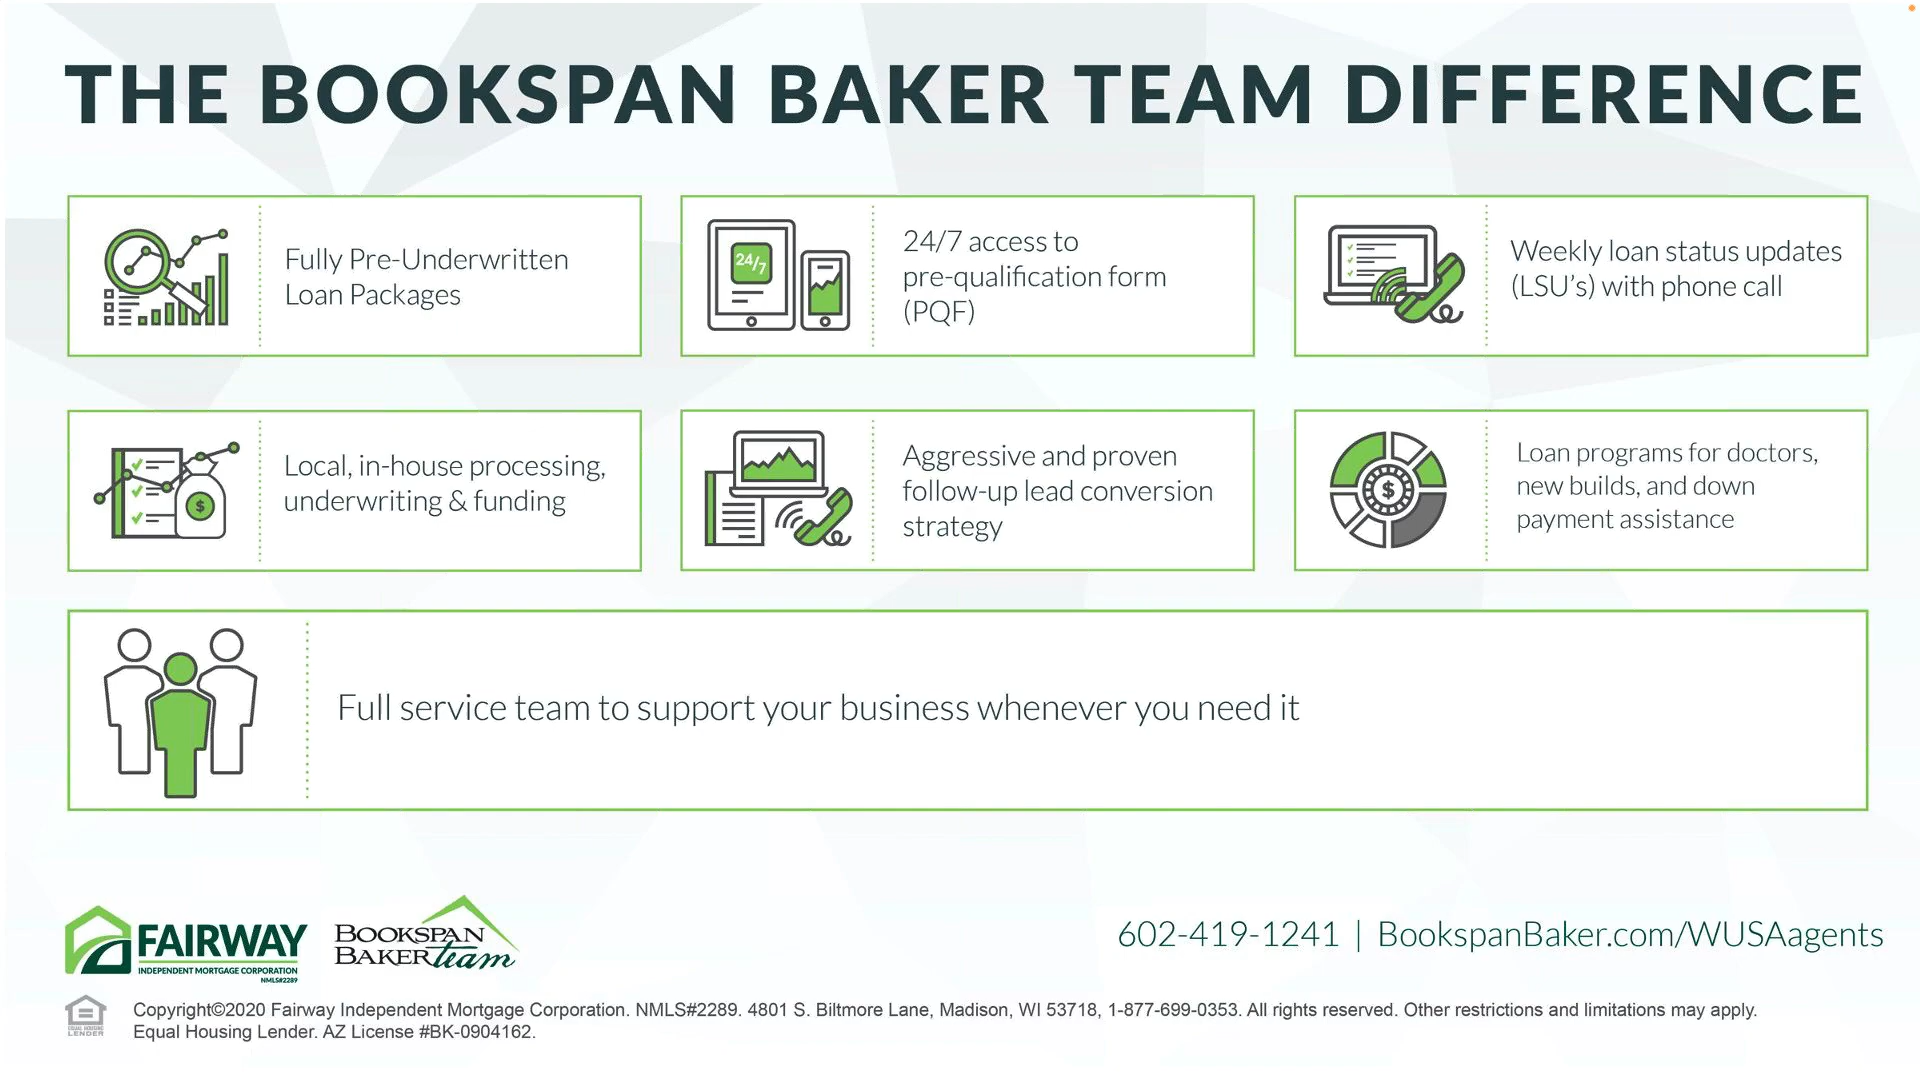 THE BOOKSPAN BAKER TEAM DIFFERENCE
Fully Pre-Underwritten
Loan Packages
24/7
24/7 access to
pre-qualification form
(PQF)
Weekly loan status updates
(LSU's) with phone call
$
Local, in-house processing,
underwriting & funding
Aggressive and proven
follow-up lead conversion
strategy
$
Loan programs for doctors,
new builds, and down
payment assistance
Full service team to support your business whenever you need it
FAIRWAY
INDEPENDENT MORTGAGE CORPORATION
NMLS#2289
BOOKSPAN
BAKER team
602-419-1241 | BookspanBaker.com/WUSAagents
EQUAL HOUSING
LENDER
Copyright©2020 Fairway Independent Mortgage Corporation. NMLS#2289. 4801 S. Biltmore Lane, Madison, WI 53718, 1-877-699-0353. All rights reserved. Other restrictions and limitations may apply.
Equal Housing Lender. AZ License #BK-0904162.